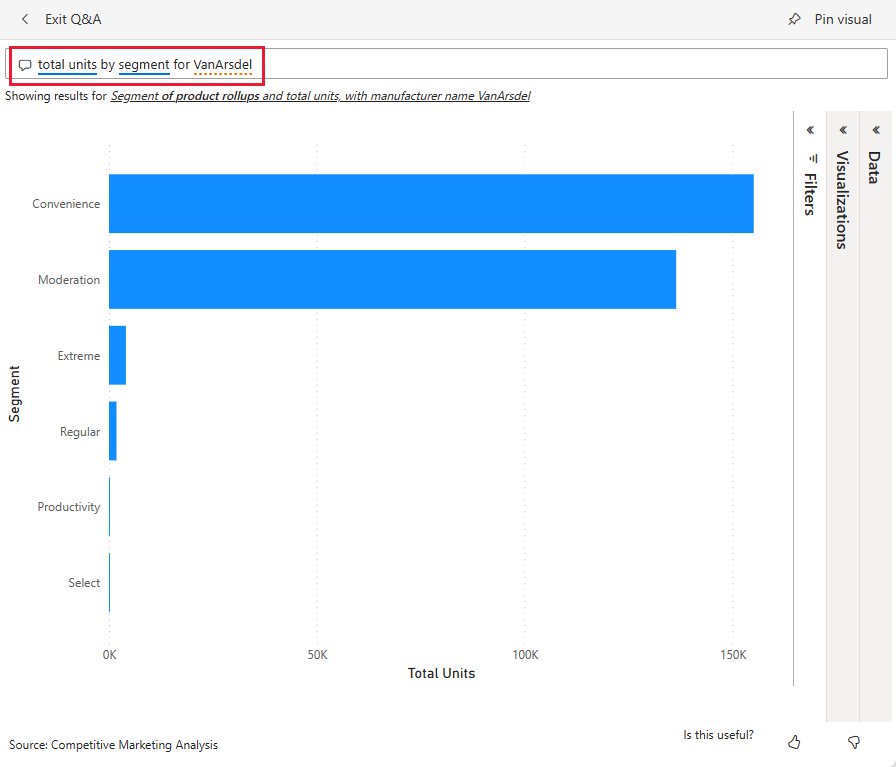 Exit Q&A
Pin visual
total units by segment for VanArsdel
Showing results for Segment of product rollups and total units, with manufacturer name VanArsdel
Filters
Visualizations
Data
Segment
Convenience
Moderation
Extreme
Regular
Productivity
Select
0K 50K 100K 150K
Total Units
Is this useful?
Source: Competitive Marketing Analysis